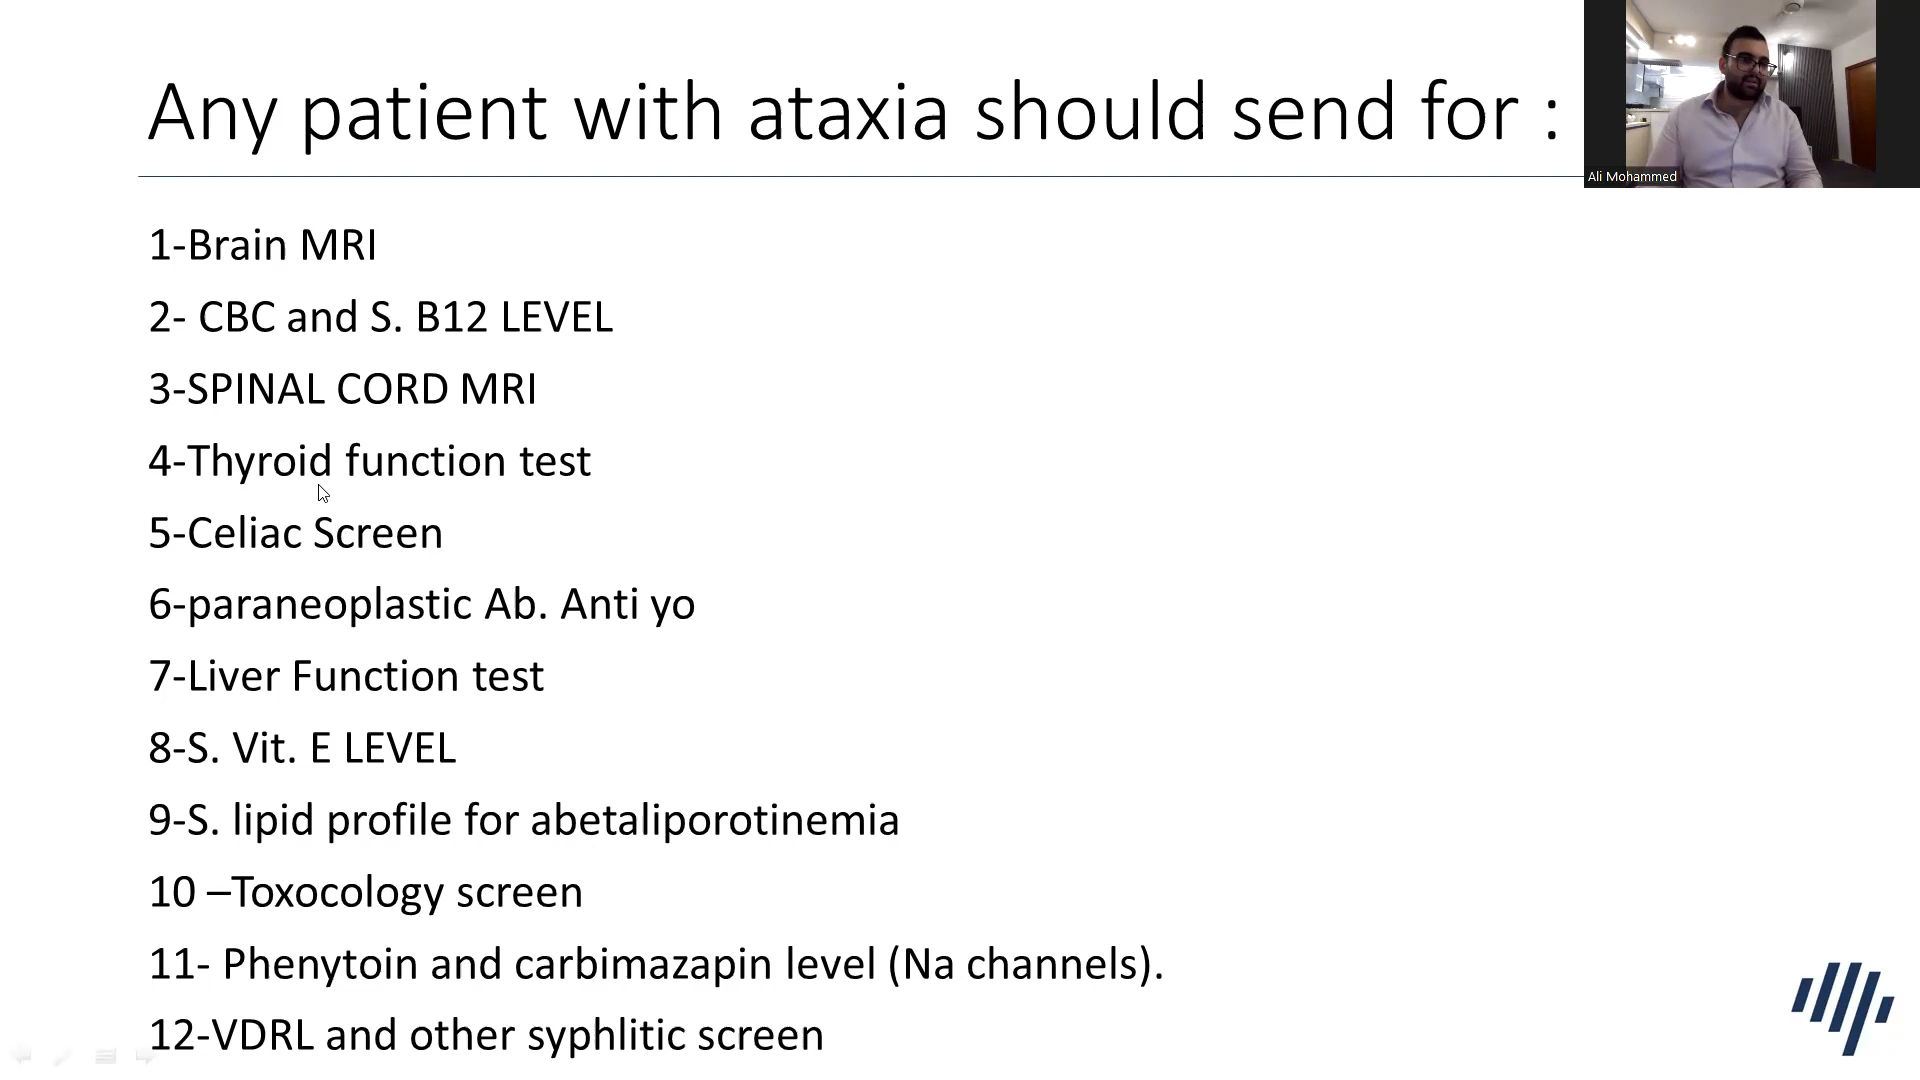 Any patient with ataxia should send for :
Ali Mohammed
1-Brain MRI
2- CBC and S. B12 LEVEL
3-SPINAL CORD MRI
4-Thyroid function test
5-Celiac Screen
6-paraneoplastic Ab. Anti yo
7-Liver Function test
8-S. Vit. E LEVEL
9-S. lipid profile for abetaliporotinemia
10 –Toxocology screen
11- Phenytoin and carbimazapin level (Na channels).
12-VDRL and other syphlitic screen